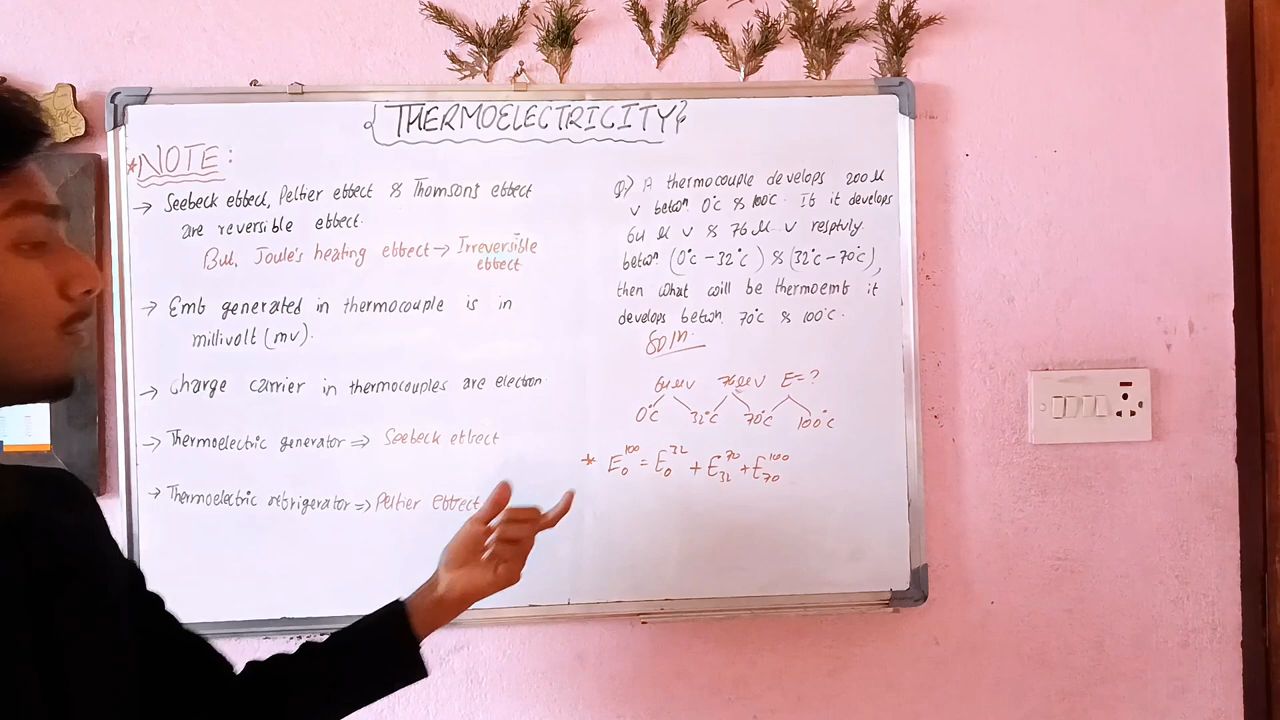 {THERMOELECTRICITY}
*NOTE:
→ Seebeck effect, Peltier effect & Thomson's effect
are reversible effect.
But, Joule's heating effect → Irreversible
effect
→ Emf generated in thermocouple is in
millivolt (mv).
→ Charge carrier in thermocouples are electron
→ Thermoelectric generator ⇒ Seebeck effect
→ Thermoelectric refrigerator ⇒ Peltier Effect
Q) A thermocouple develops 200 μ
v betwn 0°c & 100c. If it develops
64 μ v & 76 μ v resptvly.
betwn (0°c - 32°c) & (32°c - 70°c),
then what will be thermoemf it
develops betwn. 70°c & 100°c.
Soln.
64μv 76μv E=?
0°c 32°c 70°c 100°c
* E₀¹⁰⁰ = E₀³² + E₃₂⁷⁰ + E₇₀¹⁰⁰